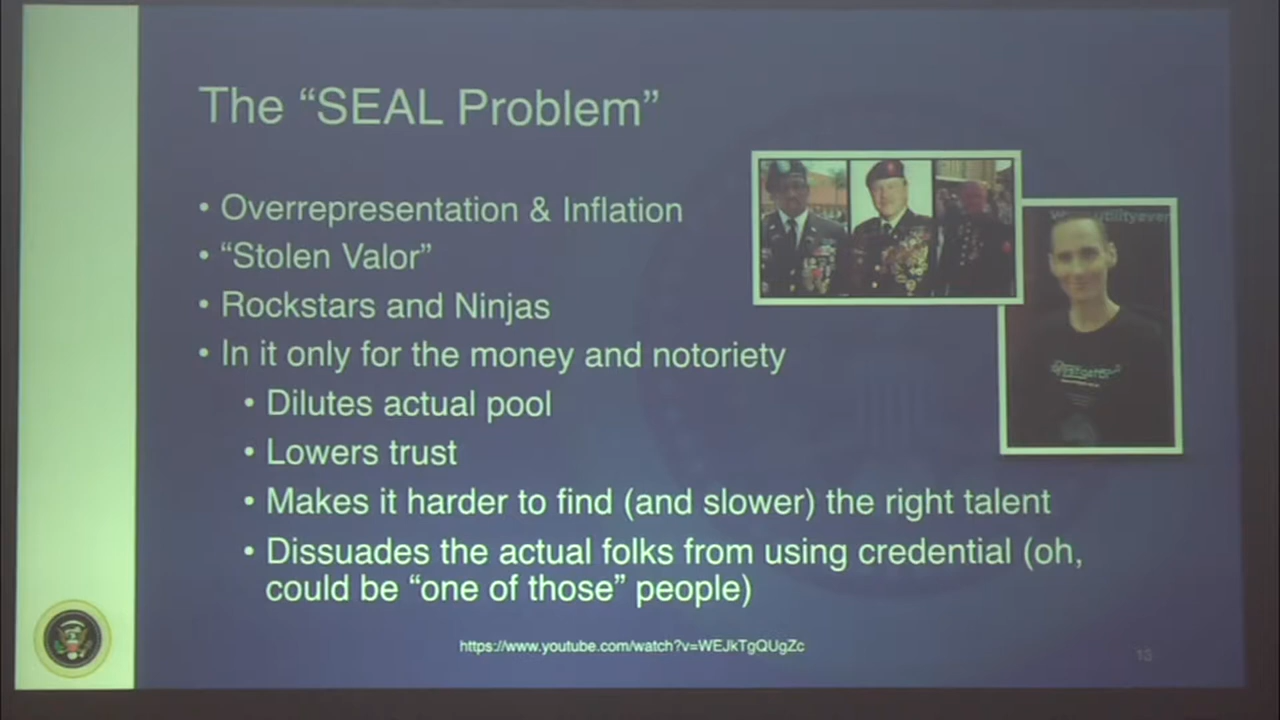 The “SEAL Problem”
• Overrepresentation & Inflation
• “Stolen Valor”
• Rockstars and Ninjas
• In it only for the money and notoriety
• Dilutes actual pool
• Lowers trust
• Makes it harder to find (and slower) the right talent
• Dissuades the actual folks from using credential (oh,
could be “one of those” people)
https://www.youtube.com/watch?v=WEJkTgQUgZc
13